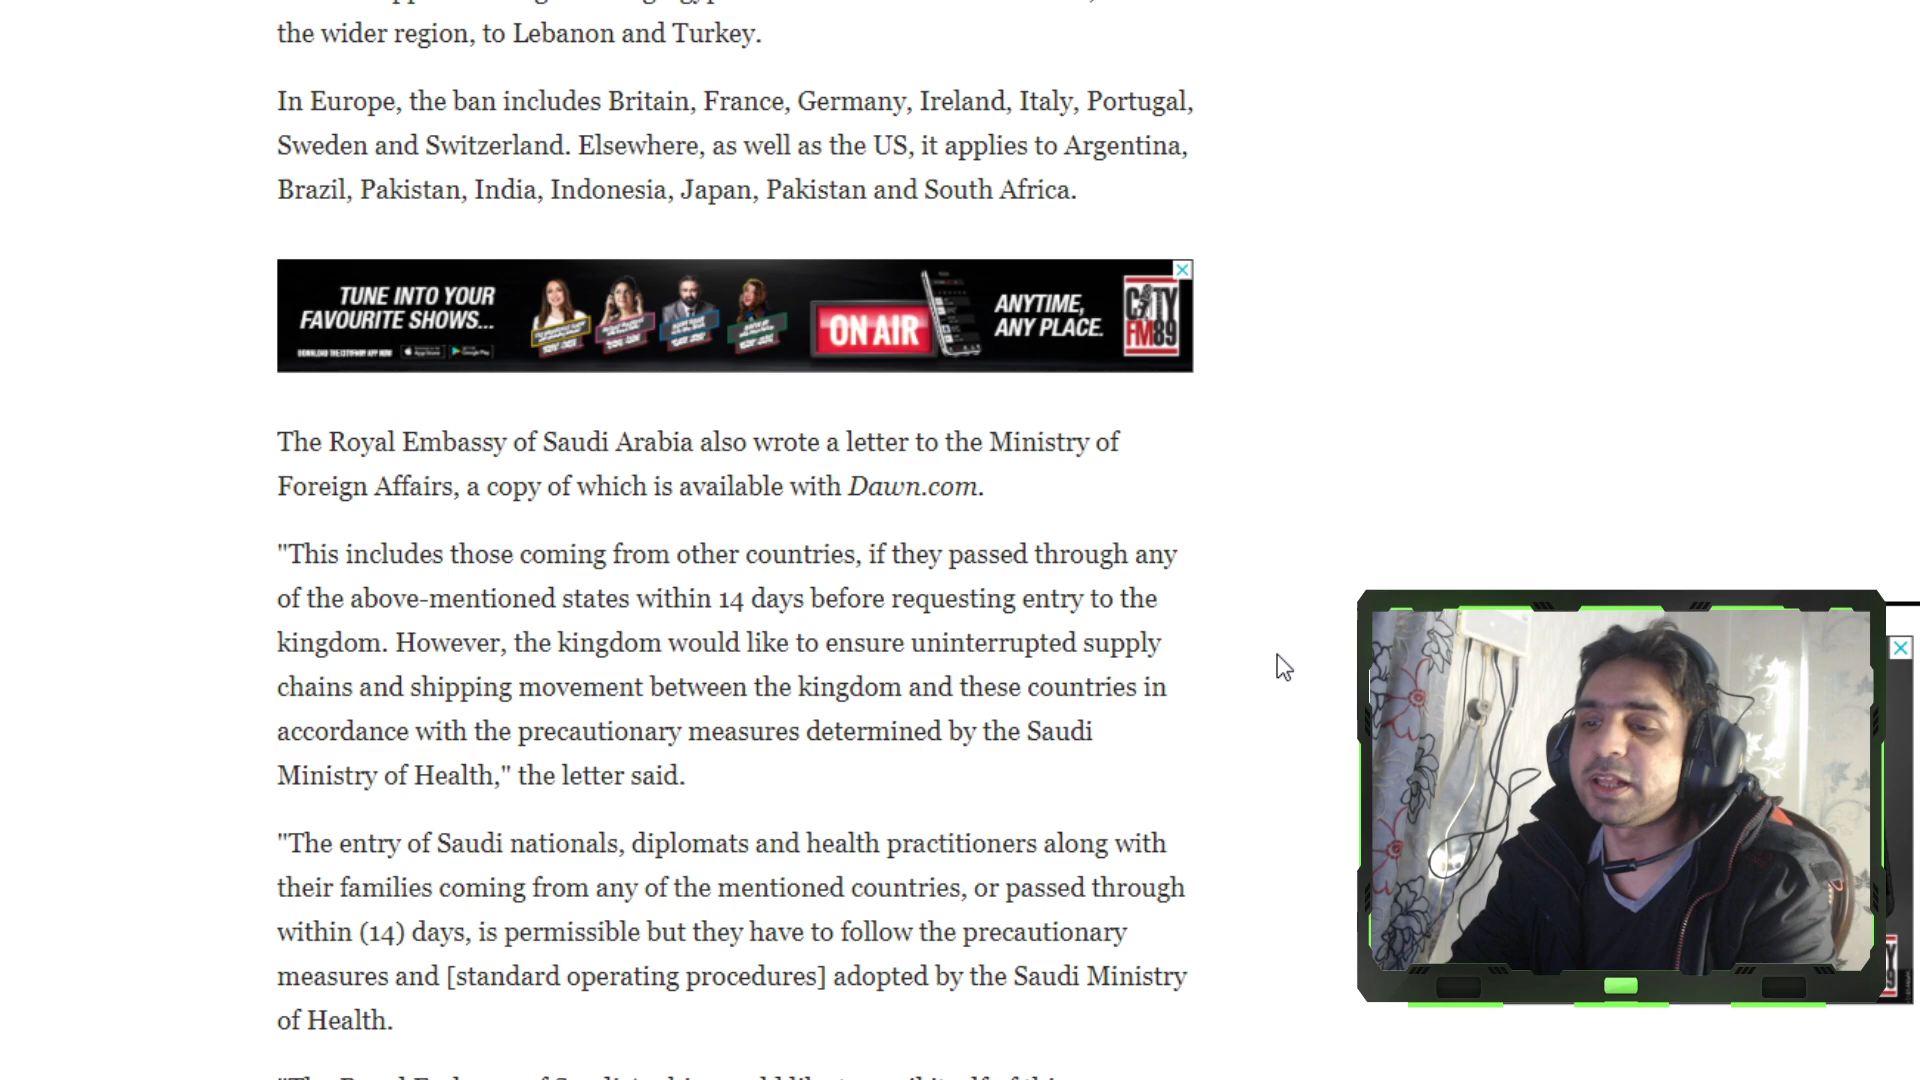 the wider region, to Lebanon and Turkey.
In Europe, the ban includes Britain, France, Germany, Ireland, Italy, Portugal,
Sweden and Switzerland. Elsewhere, as well as the US, it applies to Argentina,
Brazil, Pakistan, India, Indonesia, Japan, Pakistan and South Africa.
TUNE INTO YOUR
FAVOURITE SHOWS...
DOWNLOAD THE CITYFM89 APP NOW
App Store
Google Play
ON AIR
ANYTIME,
ANY PLACE.
CITY
FM89
The Royal Embassy of Saudi Arabia also wrote a letter to the Ministry of
Foreign Affairs, a copy of which is available with Dawn.com.
"This includes those coming from other countries, if they passed through any
of the above-mentioned states within 14 days before requesting entry to the
kingdom. However, the kingdom would like to ensure uninterrupted supply
chains and shipping movement between the kingdom and these countries in
accordance with the precautionary measures determined by the Saudi
Ministry of Health," the letter said.
"The entry of Saudi nationals, diplomats and health practitioners along with
their families coming from any of the mentioned countries, or passed through
within (14) days, is permissible but they have to follow the precautionary
measures and [standard operating procedures] adopted by the Saudi Ministry
of Health.